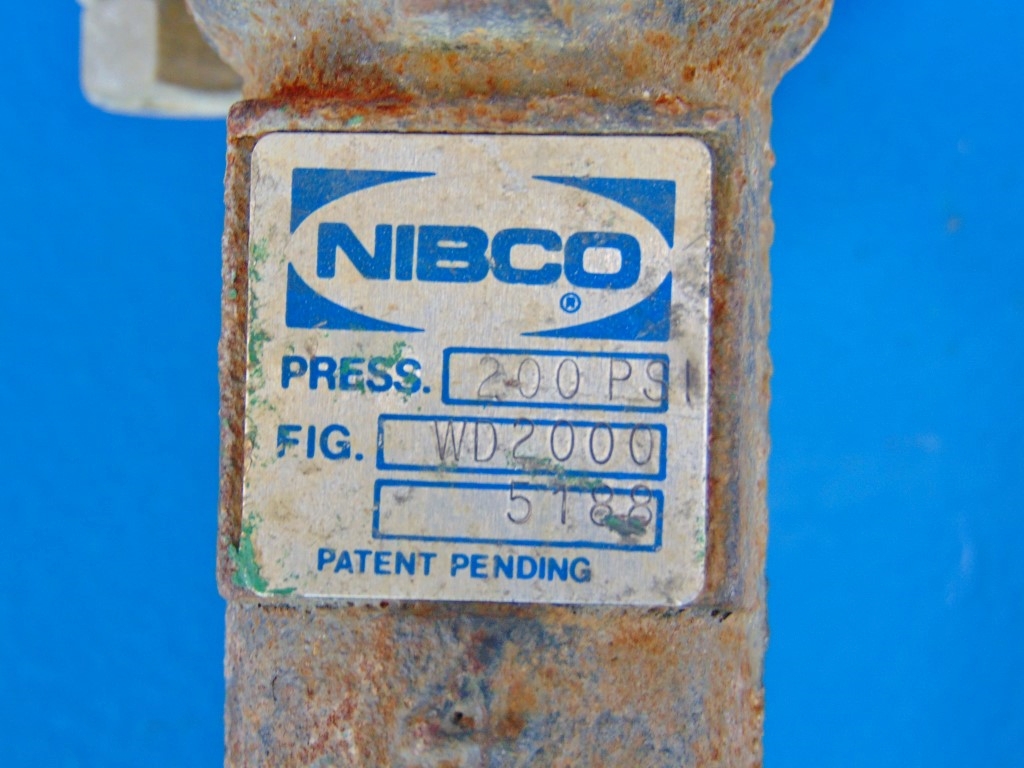 NIBCO
®
PRESS. 200 PSI
FIG. WD2000
5188
PATENT PENDING